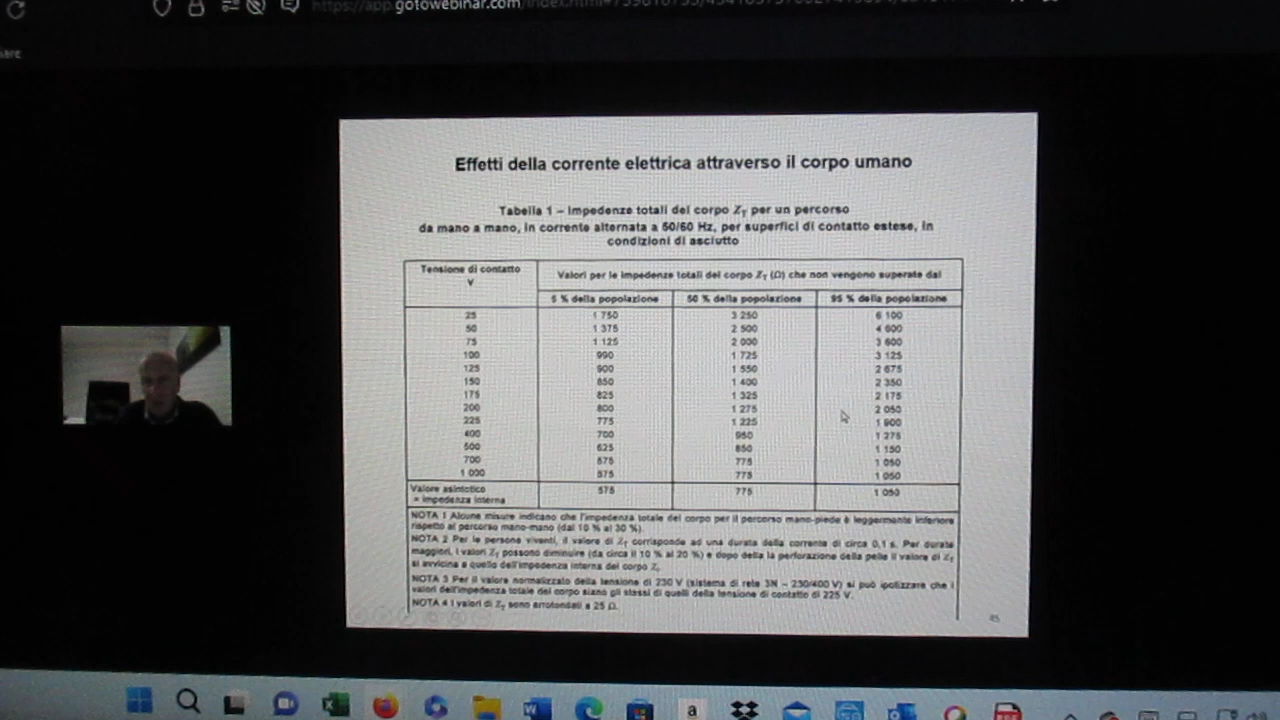 gotowebinar.com
Effetti della corrente elettrica attraverso il corpo umano
Tabella 1 – Impedenze totali del corpo Z_T per un percorso
da mano a mano, in corrente alternata a 50/60 Hz, per superfici di contatto estese, in
condizioni di asciutto
Tensione di contatto
V
Valori per le impedenze totali del corpo Z_T (Ω) che non vengono superate dal
5 % della popolazione 50 % della popolazione 95 % della popolazione
25 1 750 3 250 6 100
50 1 375 2 500 4 600
75 1 125 2 000 3 600
100 990 1 725 3 125
125 900 1 550 2 675
150 850 1 400 2 350
175 825 1 325 2 175
200 800 1 275 2 050
225 775 1 225 1 900
400 700 950 1 275
500 625 850 1 150
700 575 775 1 050
1 000 575 775 1 050
Valore asintotico
= impedenza interna
575 775 1 050
NOTA 1 Alcune misure indicano che l'impedenza totale del corpo per il percorso mano-piede è leggermente inferiore
rispetto al percorso mano-mano (dal 10 % al 30 %).
NOTA 2 Per le persone viventi, il valore di Z_T corrisponde ad una durata della corrente di circa 0,1 s. Per durate
maggiori, i valori Z_T possono diminuire (da circa il 10 % al 20 %) e dopo della la perforazione della pelle il valore di Z_T
si avvicina a quello dell'impedenza interna del corpo Z
NOTA 3 Per il valore normalizzato della tensione di 230 V (sistema di rete 3N ~ 230/400 V) si può ipotizzare che i
valori dell'impedenza totale del corpo siano gli stessi di quelli della tensione di contatto di 225 V.
NOTA 4 I valori di Z_T sono arrotondati a 25 Ω.